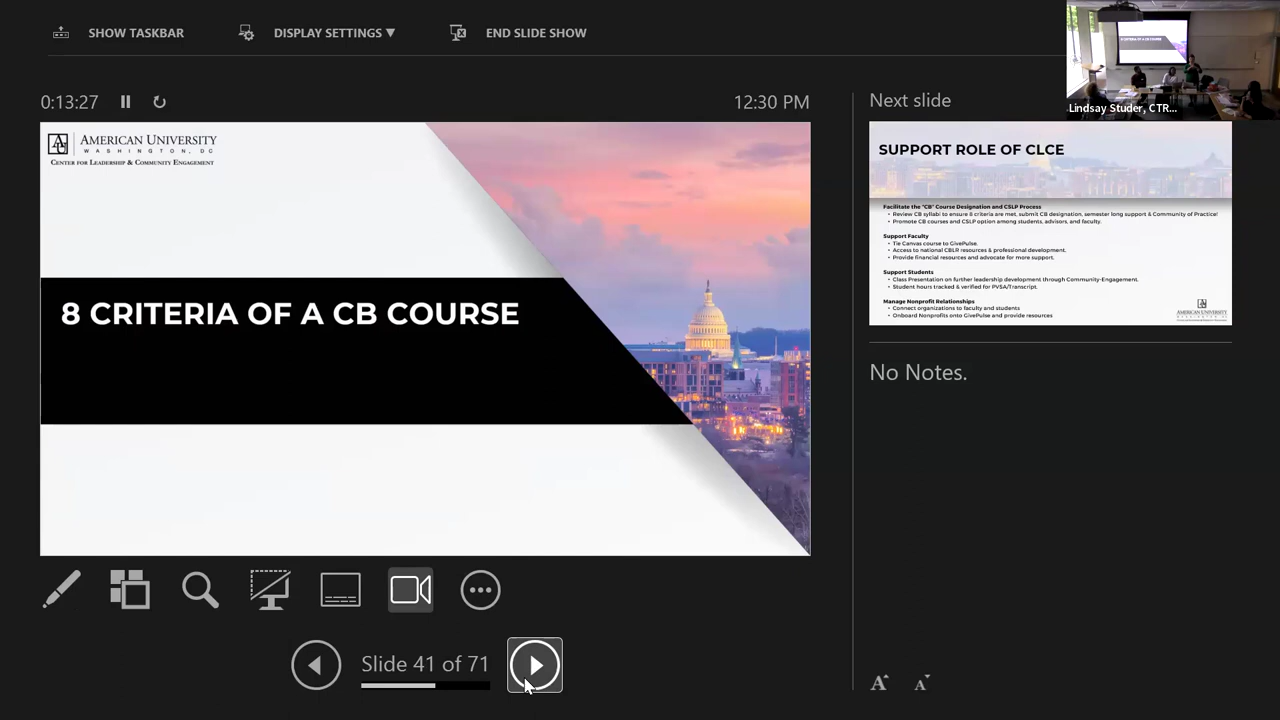 SHOW TASKBAR
DISPLAY SETTINGS ▼
END SLIDE SHOW
Lindsay Studer, CTR...
0:13:27
12:30 PM
AMERICAN UNIVERSITY
WASHINGTON, DC
CENTER FOR LEADERSHIP & COMMUNITY ENGAGEMENT
8 CRITERIA OF A CB COURSE
Slide 41 of 71
Next slide
SUPPORT ROLE OF CLCE
Facilitate the "CB" Course Designation and CSLP Process
• Review CB syllabi to ensure 8 criteria are met, submit CB designation, semester long support & Community of Practice!
• Promote CB courses and CSLP option among students, advisors, and faculty.
Support Faculty
• Tie Canvas course to GivePulse
• Access to national CBLR resources & professional development.
• Provide financial resources and advocate for more support.
Support Students
• Class Presentation on further leadership development through Community-Engagement.
• Student hours tracked & verified for PVSA/Transcript.
Manage Nonprofit Relationships
• Connect organizations to faculty and students
• Onboard Nonprofits onto GivePulse and provide resources
AMERICAN UNIVERSITY
No Notes.
A
A